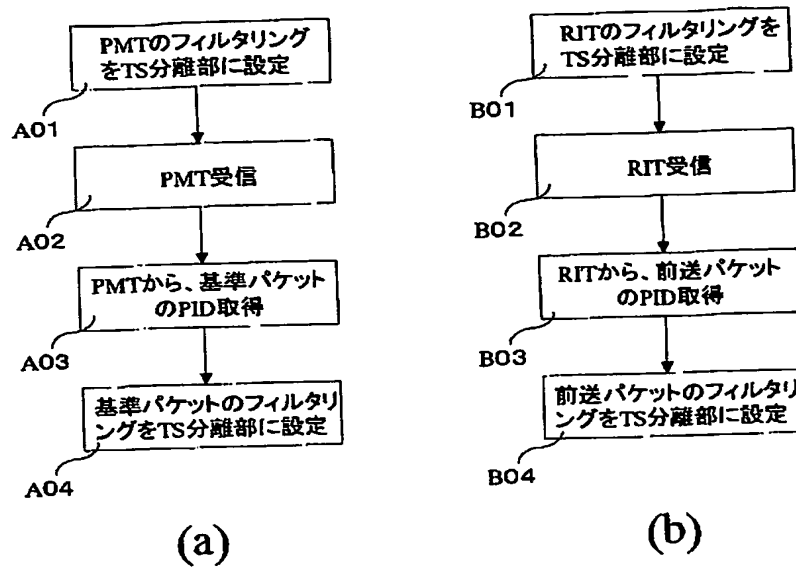 PMTのフィルタリング
をTS分離部に設定
A01
PMT受信
A02
PMTから、基準パケット
のPID取得
A03
基準パケットのフィルタリ
ングをTS分離部に設定
A04
(a)
RITのフィルタリングを
TS分離部に設定
B01
RIT受信
B02
RITから、前送パケット
のPID取得
B03
前送パケットのフィルタリ
ングをTS分離部に設定
B04
(b)